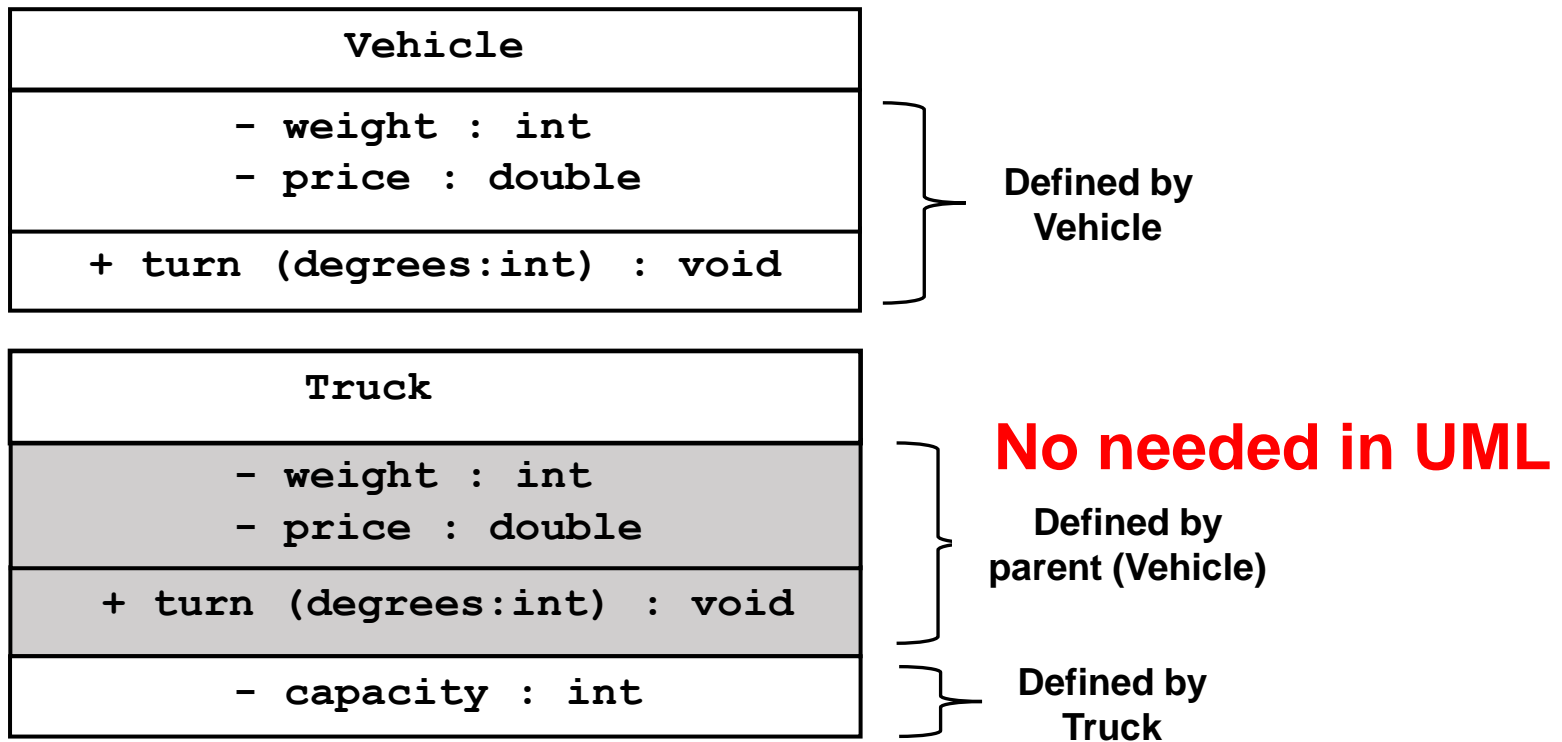 Vehicle
- weight : int
- price : double
+ turn (degrees:int) : void
Defined by
Vehicle
Truck
- weight : int
- price : double
+ turn (degrees:int) : void
No needed in UML
Defined by
parent (Vehicle)
- capacity : int
Defined by
Truck